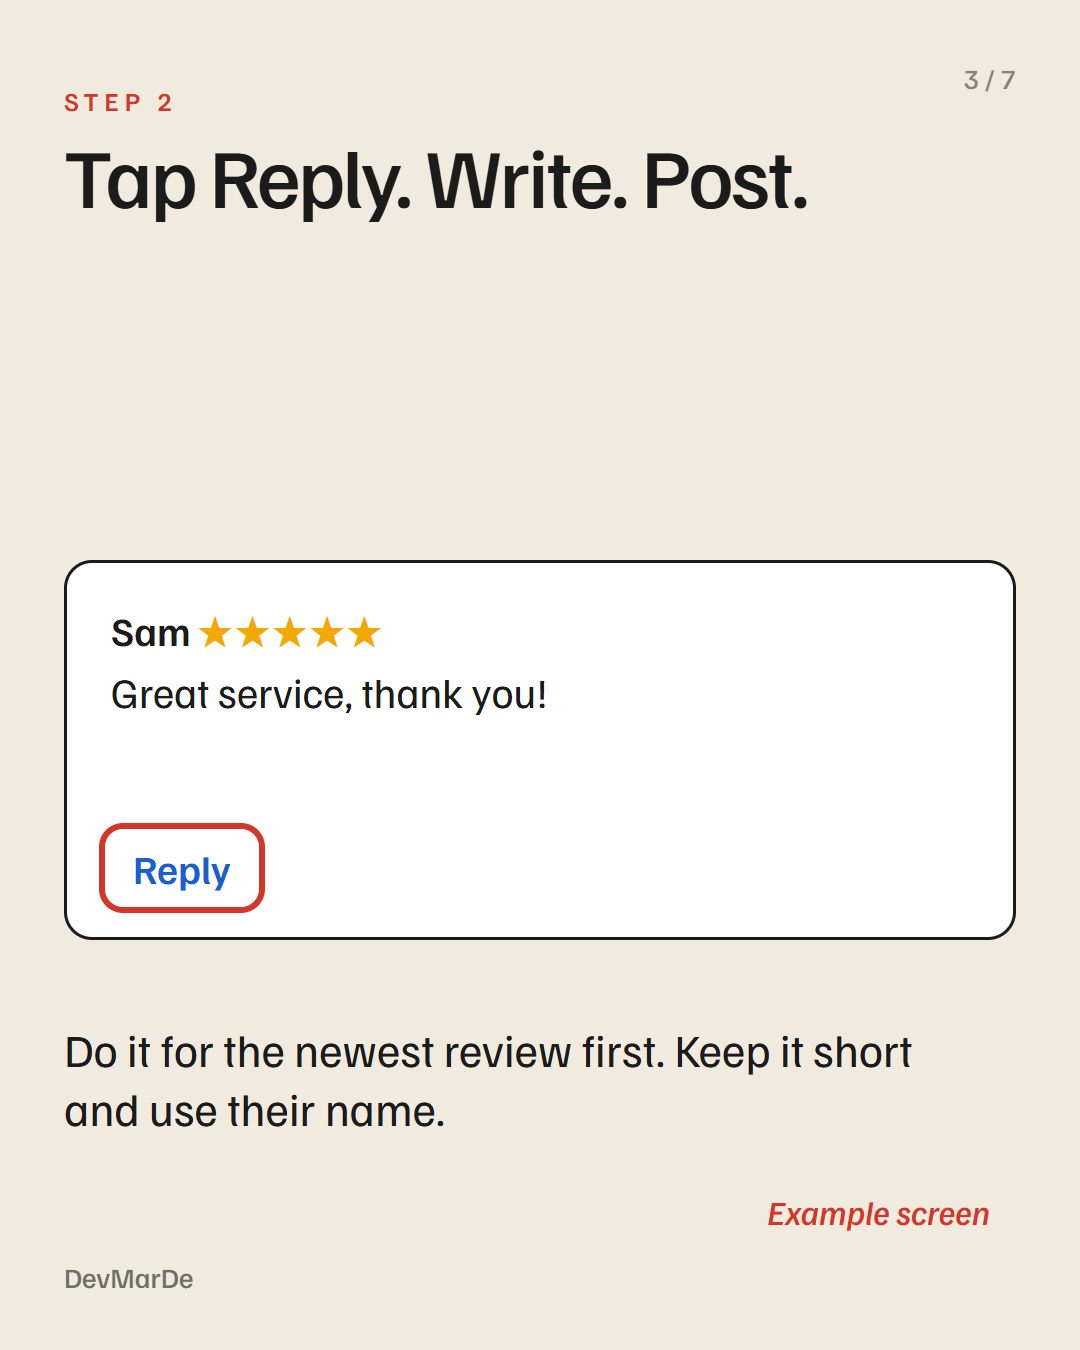 3 / 7
STEP 2
Tap Reply. Write. Post.
Sam ★★★★★
Great service, thank you!
Reply
Do it for the newest review first. Keep it short
and use their name.
Example screen
DevMarDe